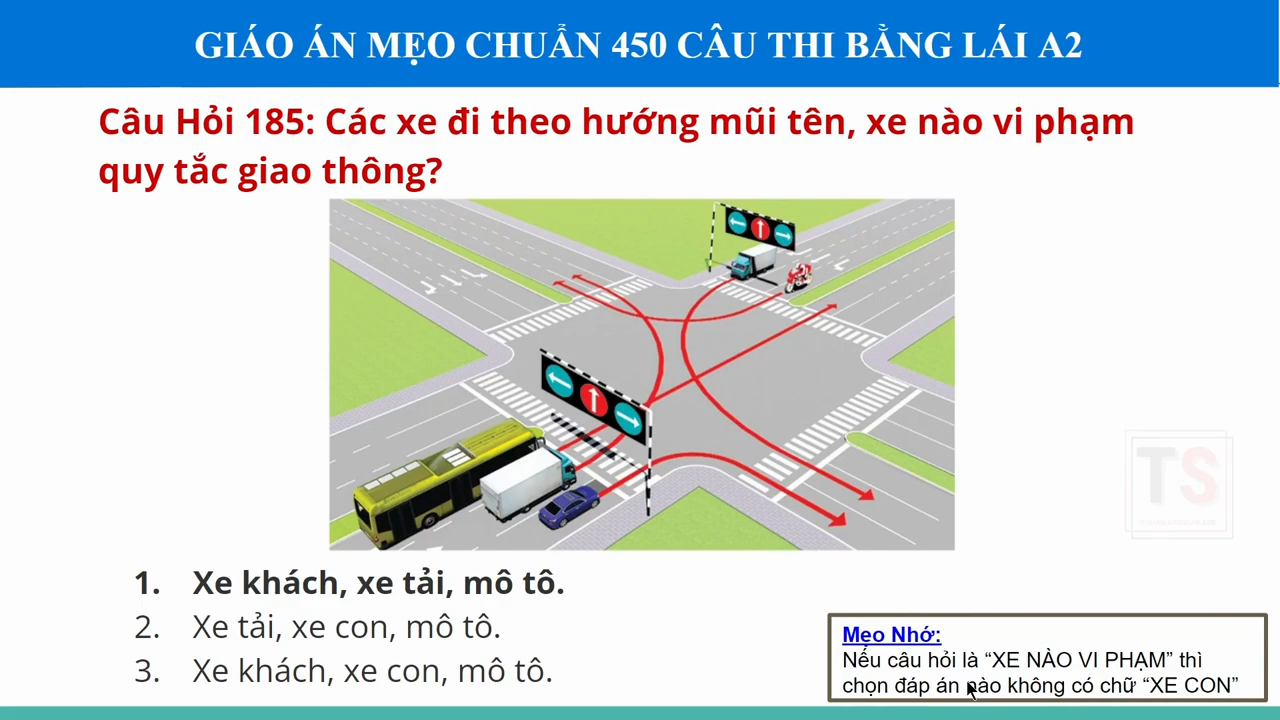 GIÁO ÁN MẸO CHUẨN 450 CÂU THI BẰNG LÁI A2
Câu Hỏi 185: Các xe đi theo hướng mũi tên, xe nào vi phạm
quy tắc giao thông?
TS
1. Xe khách, xe tải, mô tô.
2. Xe tải, xe con, mô tô.
3. Xe khách, xe con, mô tô.
Mẹo Nhớ:
Nếu câu hỏi là “XE NÀO VI PHẠM” thì
chọn đáp án nào không có chữ “XE CON”